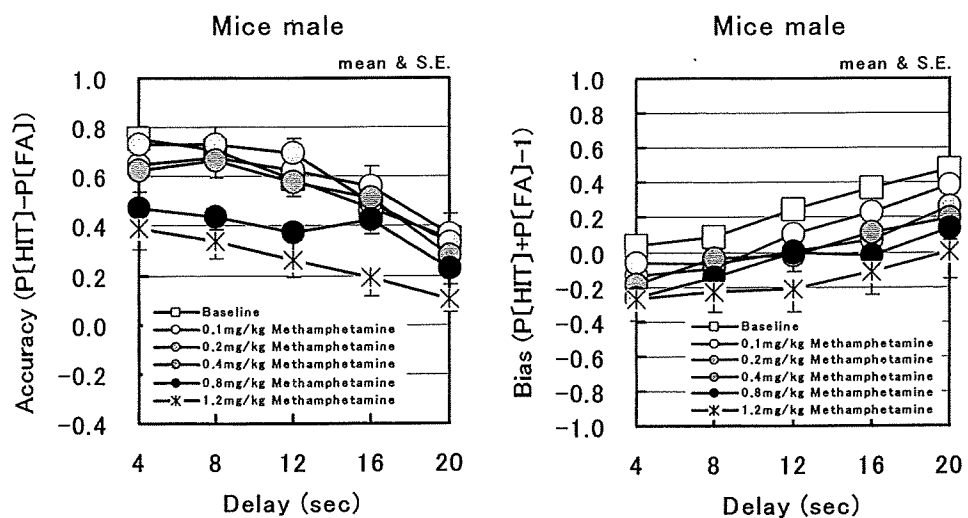 Mice male
mean & S.E.
Accuracy (P[HIT]-P[FA])
1.0
0.8
0.6
0.4
0.2
0.0
-0.2
-0.4
Baseline
0.1mg/kg Methamphetamine
0.2mg/kg Methamphetamine
0.4mg/kg Methamphetamine
0.8mg/kg Methamphetamine
1.2mg/kg Methamphetamine
4 8 12 16 20
Delay (sec)
Mice male
mean & S.E.
Bias (P[HIT]+P[FA]-1)
1.0
0.8
0.6
0.4
0.2
0.0
-0.2
-0.4
-0.6
-0.8
-1.0
Baseline
0.1mg/kg Methamphetamine
0.2mg/kg Methamphetamine
0.4mg/kg Methamphetamine
0.8mg/kg Methamphetamine
1.2mg/kg Methamphetamine
4 8 12 16 20
Delay (sec)